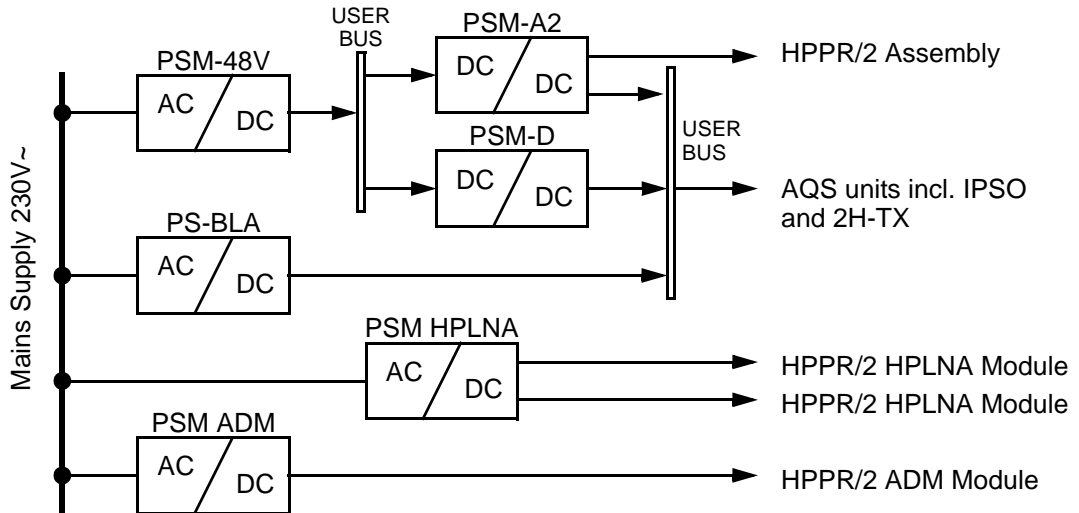 USER
BUS
PSM-A2
PSM-48V
DC
DC
HPPR/2 Assembly
AC
DC
USER
BUS
PSM-D
DC
DC
AQS units incl. IPSO
and 2H-TX
Mains Supply 230V~
PS-BLA
AC
DC
PSM HPLNA
AC
DC
HPPR/2 HPLNA Module
HPPR/2 HPLNA Module
PSM ADM
AC
DC
HPPR/2 ADM Module